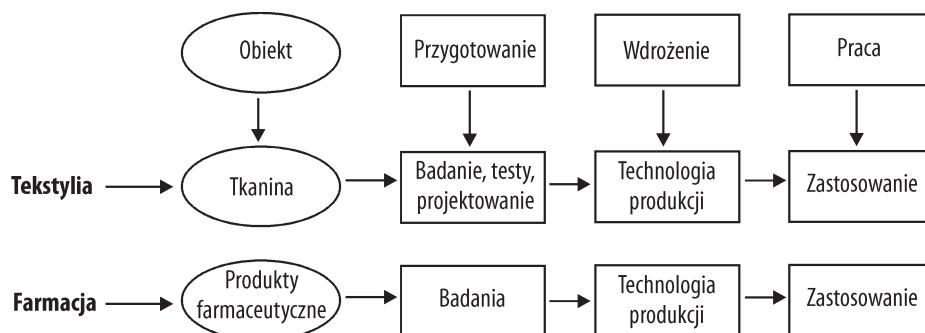 Obiekt
Przygotowanie
Wdrożenie
Praca
Tekstylia
Tkanina
Badanie, testy,
projektowanie
Technologia
produkcji
Zastosowanie
Farmacja
Produkty
farmaceutyczne
Badania
Technologia
produkcji
Zastosowanie